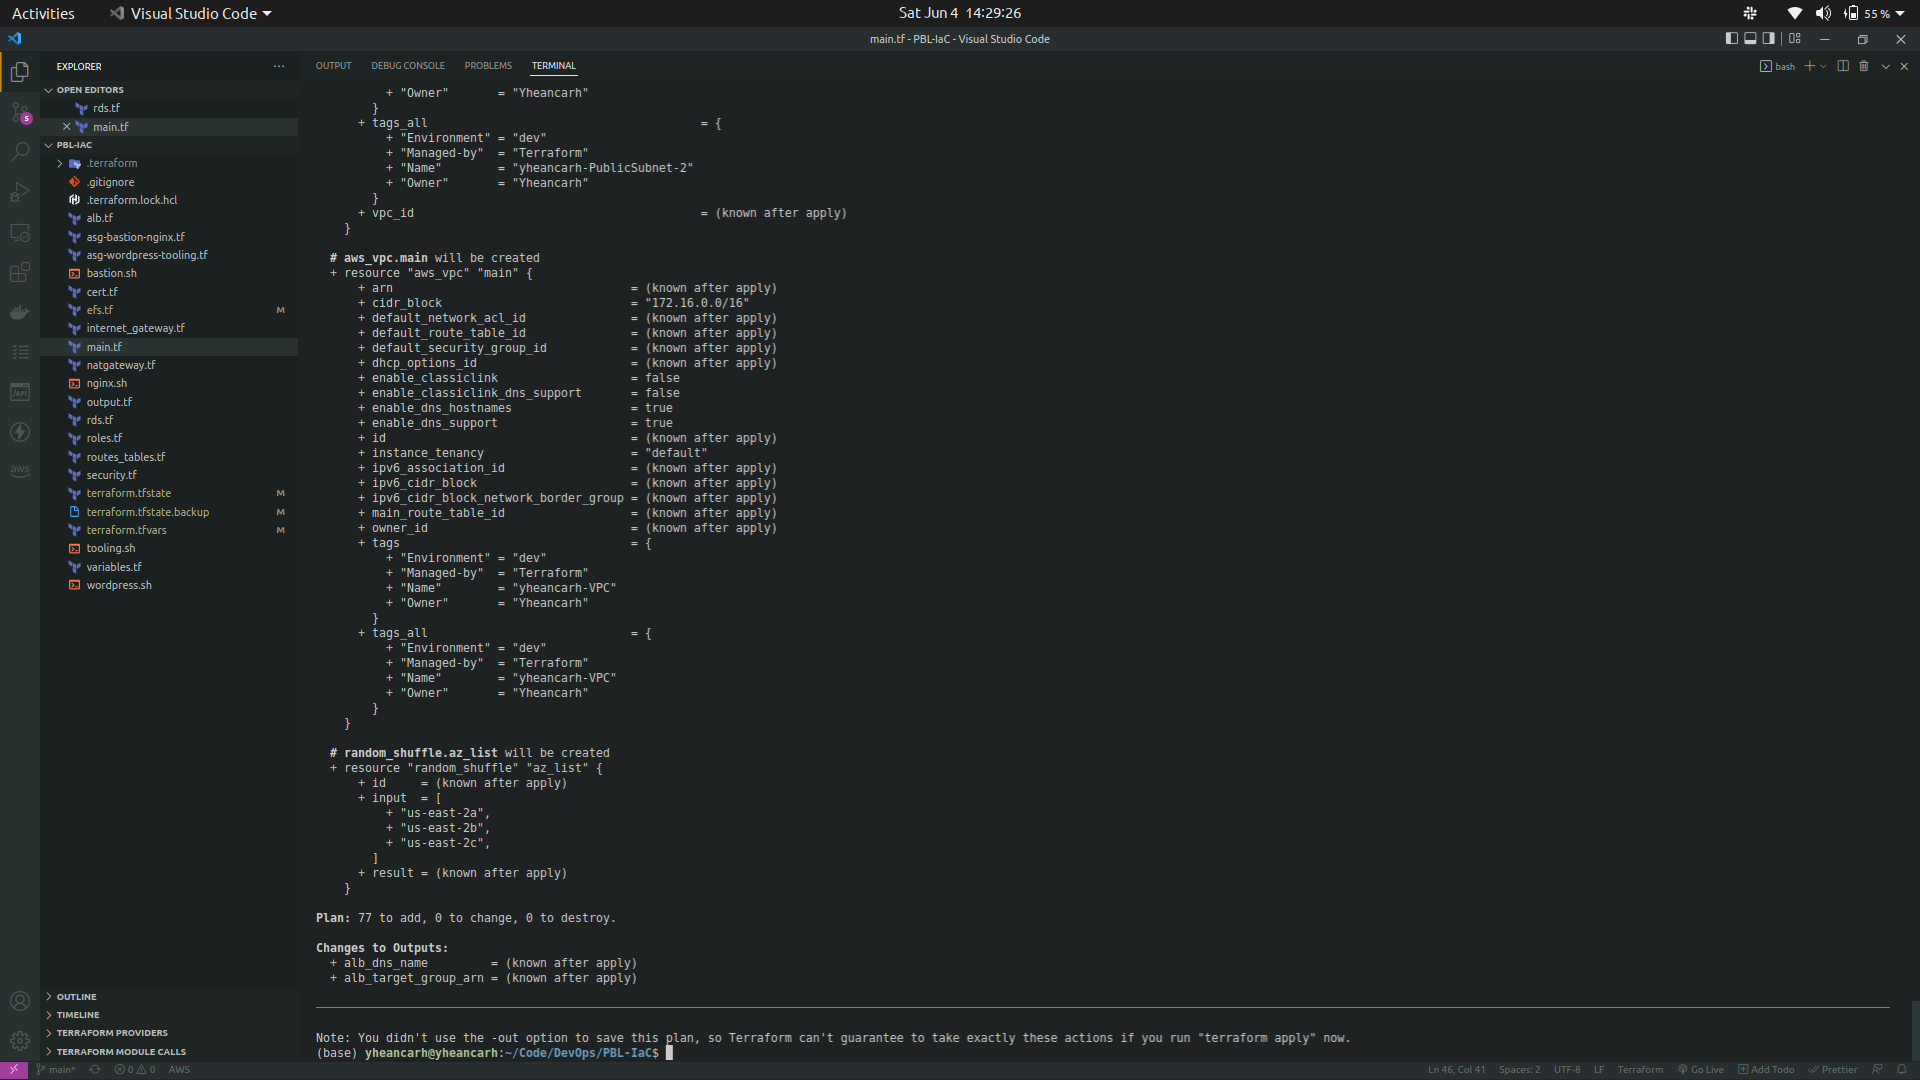 Activities
Visual Studio Code
Sat Jun 4 14:29:26
55 %
main.tf - PBL-IaC - Visual Studio Code
EXPLORER
OPEN EDITORS
rds.tf
main.tf
PBL-IAC
.terraform
.gitignore
.terraform.lock.hcl
alb.tf
asg-bastion-nginx.tf
asg-wordpress-tooling.tf
bastion.sh
cert.tf
efs.tf M
internet_gateway.tf
main.tf
natgateway.tf
nginx.sh
output.tf
rds.tf
roles.tf
routes_tables.tf
security.tf
terraform.tfstate M
terraform.tfstate.backup M
terraform.tfvars M
tooling.sh
variables.tf
wordpress.sh
OUTLINE
TIMELINE
TERRAFORM PROVIDERS
TERRAFORM MODULE CALLS
5
/API
aws
OUTPUT DEBUG CONSOLE PROBLEMS TERMINAL
bash
+ "Owner"       = "Yheancarh"
}
+ tags_all                                       = {
+ "Environment" = "dev"
+ "Managed-by"  = "Terraform"
+ "Name"        = "yheancarh-PublicSubnet-2"
+ "Owner"       = "Yheancarh"
}
+ vpc_id                                         = (known after apply)
}
# aws_vpc.main will be created
+ resource "aws_vpc" "main" {
+ arn                                  = (known after apply)
+ cidr_block                           = "172.16.0.0/16"
+ default_network_acl_id               = (known after apply)
+ default_route_table_id               = (known after apply)
+ default_security_group_id            = (known after apply)
+ dhcp_options_id                      = (known after apply)
+ enable_classiclink                   = false
+ enable_classiclink_dns_support       = false
+ enable_dns_hostnames                 = true
+ enable_dns_support                   = true
+ id                                   = (known after apply)
+ instance_tenancy                     = "default"
+ ipv6_association_id                  = (known after apply)
+ ipv6_cidr_block                      = (known after apply)
+ ipv6_cidr_block_network_border_group = (known after apply)
+ main_route_table_id                  = (known after apply)
+ owner_id                             = (known after apply)
+ tags                                 = {
+ "Environment" = "dev"
+ "Managed-by"  = "Terraform"
+ "Name"        = "yheancarh-VPC"
+ "Owner"       = "Yheancarh"
}
+ tags_all                             = {
+ "Environment" = "dev"
+ "Managed-by"  = "Terraform"
+ "Name"        = "yheancarh-VPC"
+ "Owner"       = "Yheancarh"
}
}
# random_shuffle.az_list will be created
+ resource "random_shuffle" "az_list" {
+ id     = (known after apply)
+ input  = [
+ "us-east-2a",
+ "us-east-2b",
+ "us-east-2c",
]
+ result = (known after apply)
}
Plan: 77 to add, 0 to change, 0 to destroy.
Changes to Outputs:
+ alb_dns_name         = (known after apply)
+ alb_target_group_arn = (known after apply)
Note: You didn't use the -out option to save this plan, so Terraform can't guarantee to take exactly these actions if you run "terraform apply" now.
(base) yheancarh@yheancarh:~/Code/DevOps/PBL-IaC$
main* 0 0 AWS
Ln 46, Col 41 Spaces: 2 UTF-8 LF Terraform Go Live Add Todo Prettier